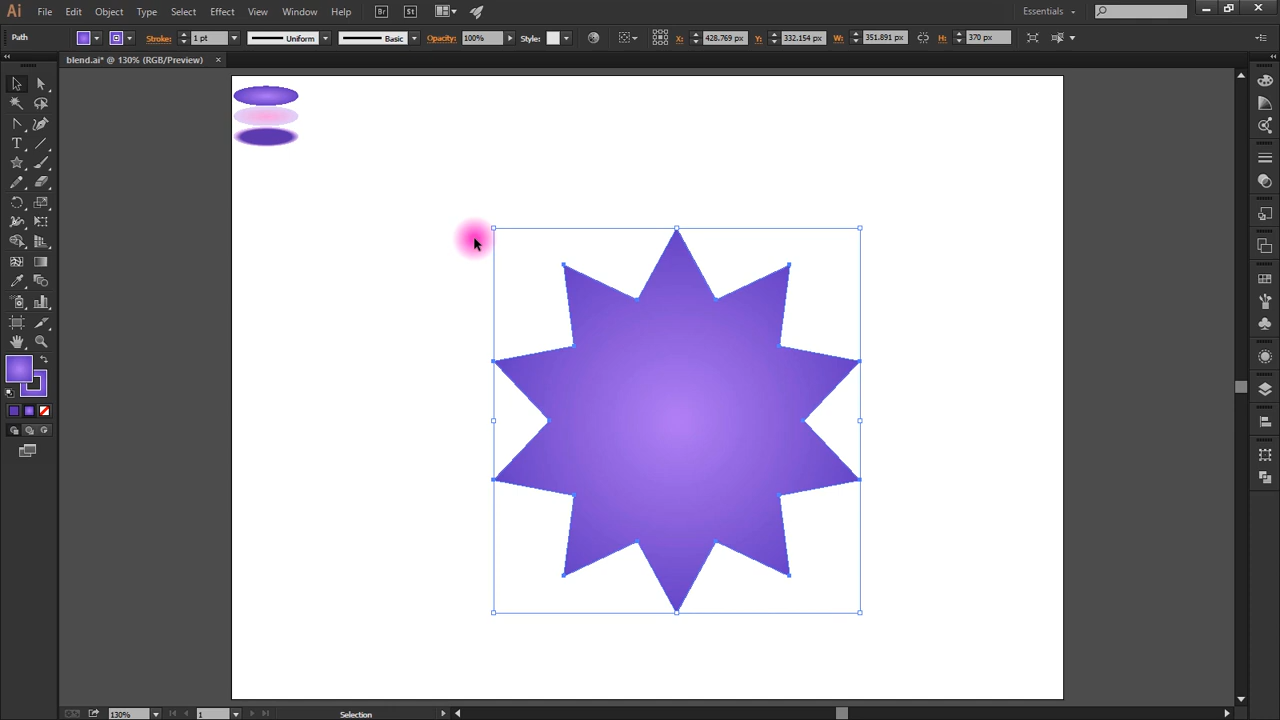 Ai File Edit Object Type Select Effect View Window Help Br St Essentials
Path Stroke: 1 pt Uniform Basic Opacity: 100% Style: X: 428.769 px Y: 332.154 px W: 351.891 px H: 370 px
blend.ai* @ 130% (RGB/Preview) ×
T
130% 1 Selection